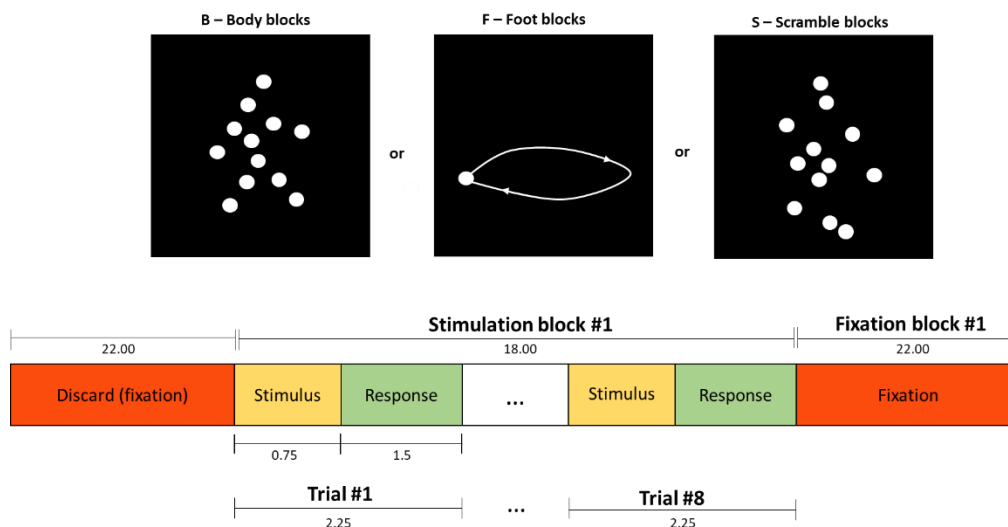 B – Body blocks
F – Foot blocks
S – Scramble blocks
or
or
Stimulation block #1
Fixation block #1
22.00
18.00
22.00
Discard (fixation)
Stimulus
Response
...
Stimulus
Response
Fixation
0.75
1.5
Trial #1
...
Trial #8
2.25
2.25